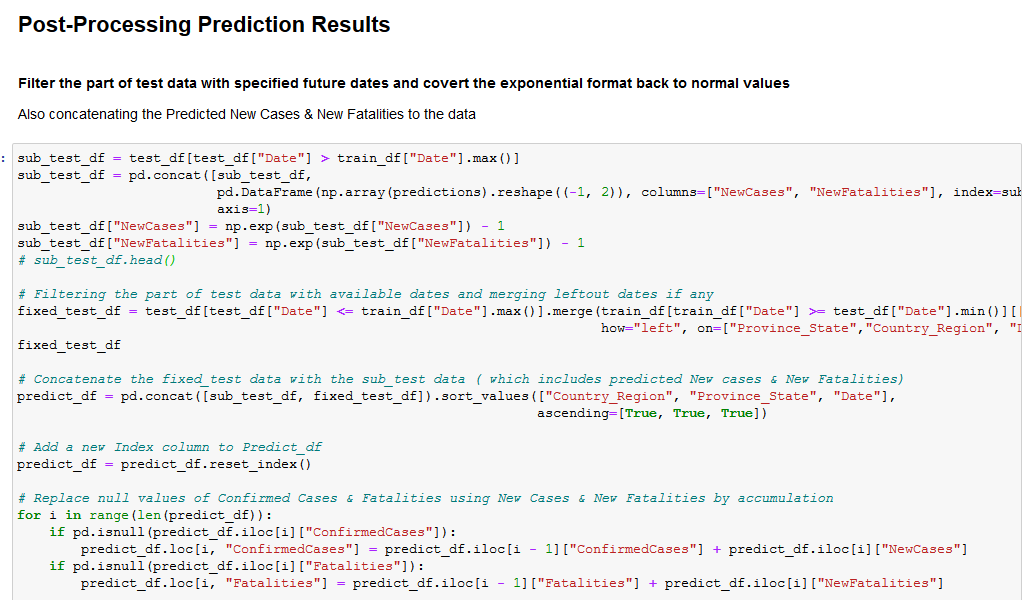 Post-Processing Prediction Results
Filter the part of test data with specified future dates and covert the exponential format back to normal values
Also concatenating the Predicted New Cases & New Fatalities to the data
:
sub_test_df = test_df[test_df["Date"] > train_df["Date"].max()]
sub_test_df = pd.concat([sub_test_df,
pd.DataFrame(np.array(predictions).reshape((-1, 2)), columns=["NewCases", "NewFatalities"], index=sub
axis=1)
sub_test_df["NewCases"] = np.exp(sub_test_df["NewCases"]) - 1
sub_test_df["NewFatalities"] = np.exp(sub_test_df["NewFatalities"]) - 1
# sub_test_df.head()
# Filtering the part of test data with available dates and merging leftout dates if any
fixed_test_df = test_df[test_df["Date"] <= train_df["Date"].max()].merge(train_df[train_df["Date"] >= test_df["Date"].min()][[
how="left", on=["Province_State","Country_Region", "D
fixed_test_df
# Concatenate the fixed_test data with the sub_test data ( which includes predicted New cases & New Fatalities)
predict_df = pd.concat([sub_test_df, fixed_test_df]).sort_values(["Country_Region", "Province_State", "Date"],
ascending=[True, True, True])
# Add a new Index column to Predict_df
predict_df = predict_df.reset_index()
# Replace null values of Confirmed Cases & Fatalities using New Cases & New Fatalities by accumulation
for i in range(len(predict_df)):
if pd.isnull(predict_df.iloc[i]["ConfirmedCases"]):
predict_df.loc[i, "ConfirmedCases"] = predict_df.iloc[i - 1]["ConfirmedCases"] + predict_df.iloc[i]["NewCases"]
if pd.isnull(predict_df.iloc[i]["Fatalities"]):
predict_df.loc[i, "Fatalities"] = predict_df.iloc[i - 1]["Fatalities"] + predict_df.iloc[i]["NewFatalities"]